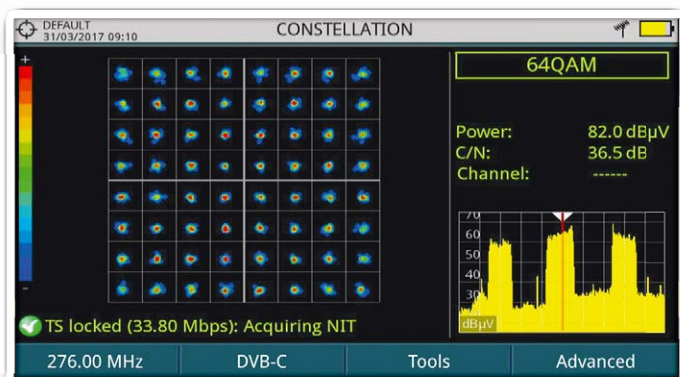 DEFAULT
31/03/2017 09:10
CONSTELLATION
+
-
64QAM
Power: 82.0 dBµV
C/N: 36.5 dB
Channel: ------
70
60
50
40
30
dBµV
TS locked (33.80 Mbps): Acquiring NIT
276.00 MHz DVB-C Tools Advanced